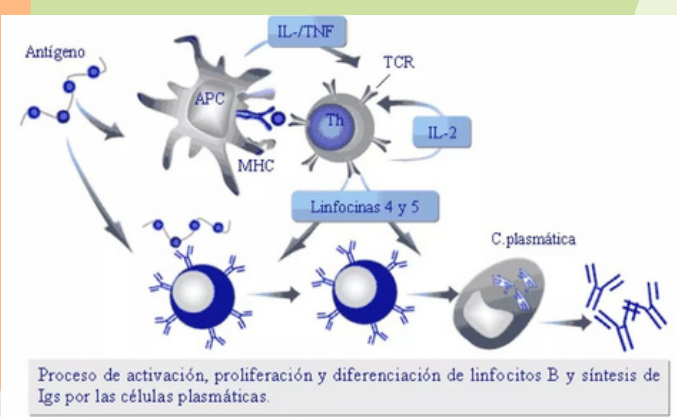 IL-/TNF
Antígeno
TCR
APC
Th
IL-2
MHC
Linfocinas 4 y 5
C.plasmática
Proceso de activación, proliferación y diferenciación de linfocitos B y síntesis de
Igs por las células plasmáticas.